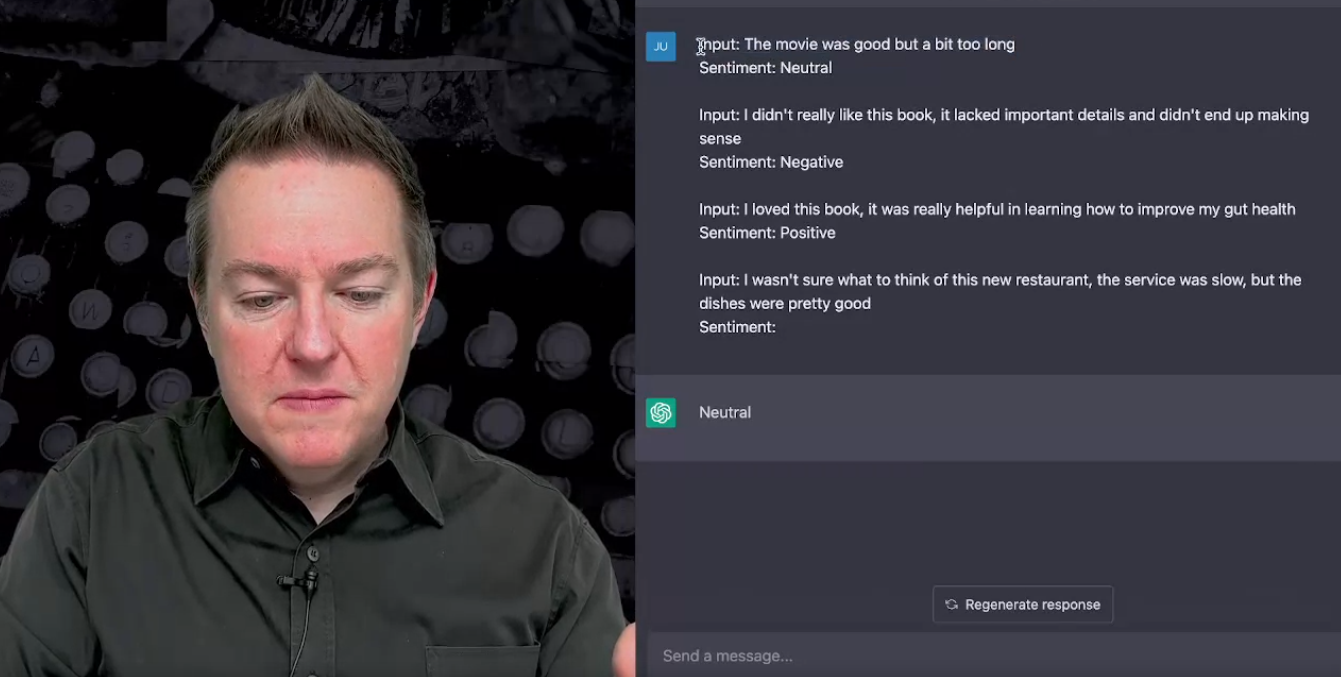 JU
Input: The movie was good but a bit too long
Sentiment: Neutral
Input: I didn't really like this book, it lacked important details and didn't end up making
sense
Sentiment: Negative
Input: I loved this book, it was really helpful in learning how to improve my gut health
Sentiment: Positive
Input: I wasn't sure what to think of this new restaurant, the service was slow, but the
dishes were pretty good
Sentiment:
Neutral
Regenerate response
Send a message...